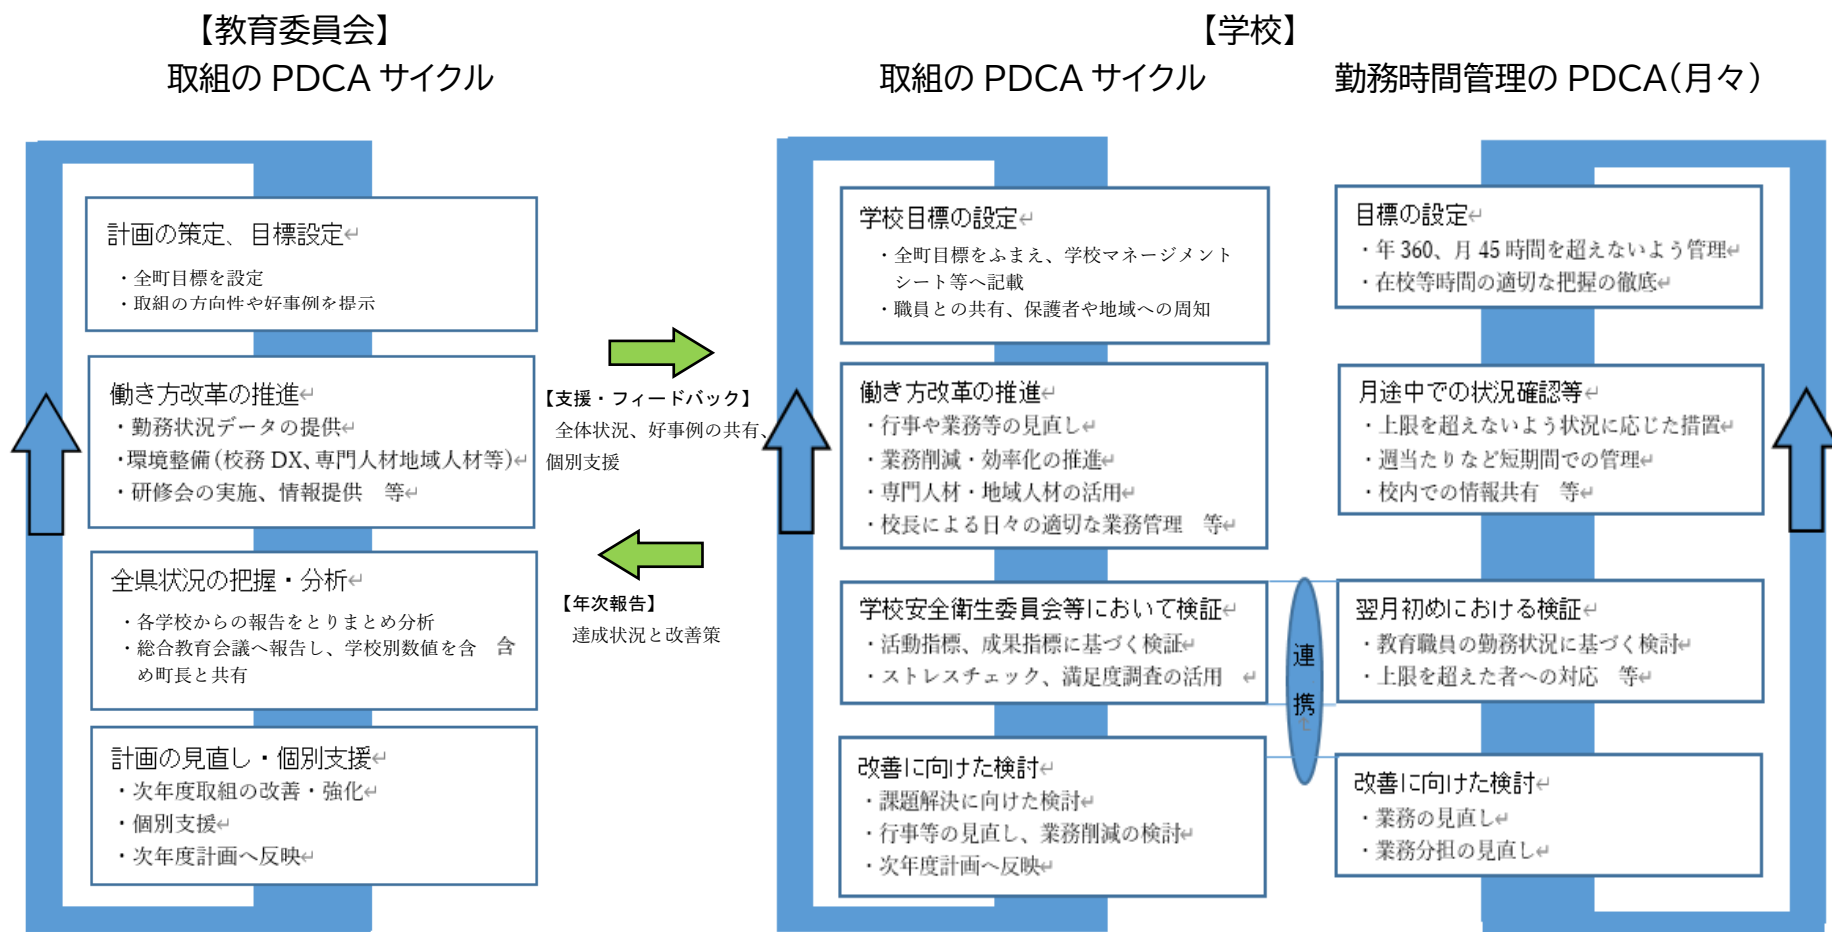 【教育委員会】
取組の PDCA サイクル
計画の策定、目標設定↵
・全町目標を設定
・取組の方向性や好事例を提示
働き方改革の推進↵
・勤務状況データの提供↵
・環境整備(校務 DX、専門人材地域人材等)↵
・研修会の実施、情報提供　等↵
全県状況の把握・分析↵
・各学校からの報告をとりまとめ分析
・総合教育会議へ報告し、学校別数値を含　含
め町長と共有
計画の見直し・個別支援↵
・次年度取組の改善・強化↵
・個別支援↵
・次年度計画へ反映↵
【支援・フィードバック】
全体状況、好事例の共有、
個別支援
【年次報告】
達成状況と改善策
【学校】
取組の PDCA サイクル
学校目標の設定↵
・全町目標をふまえ、学校マネージメント
シート等へ記載
・職員との共有、保護者や地域への周知
働き方改革の推進↵
・行事や業務等の見直し↵
・業務削減・効率化の推進↵
・専門人材・地域人材の活用↵
・校長による日々の適切な業務管理　等↵
学校安全衛生委員会等において検証↵
・活動指標、成果指標に基づく検証↵
・ストレスチェック、満足度調査の活用　↵
改善に向けた検討↵
・課題解決に向けた検討↵
・行事等の見直し、業務削減の検討↵
・次年度計画へ反映↵
連
携
↵
勤務時間管理の PDCA(月々)
目標の設定↵
・年 360、月 45 時間を超えないよう管理↵
・在校等時間の適切な把握の徹底↵
月途中での状況確認等↵
・上限を超えないよう状況に応じた措置↵
・週当たりなど短期間での管理↵
・校内での情報共有　等↵
翌月初めにおける検証↵
・教育職員の勤務状況に基づく検討↵
・上限を超えた者への対応　等↵
改善に向けた検討↵
・業務の見直し↵
・業務分担の見直し↵